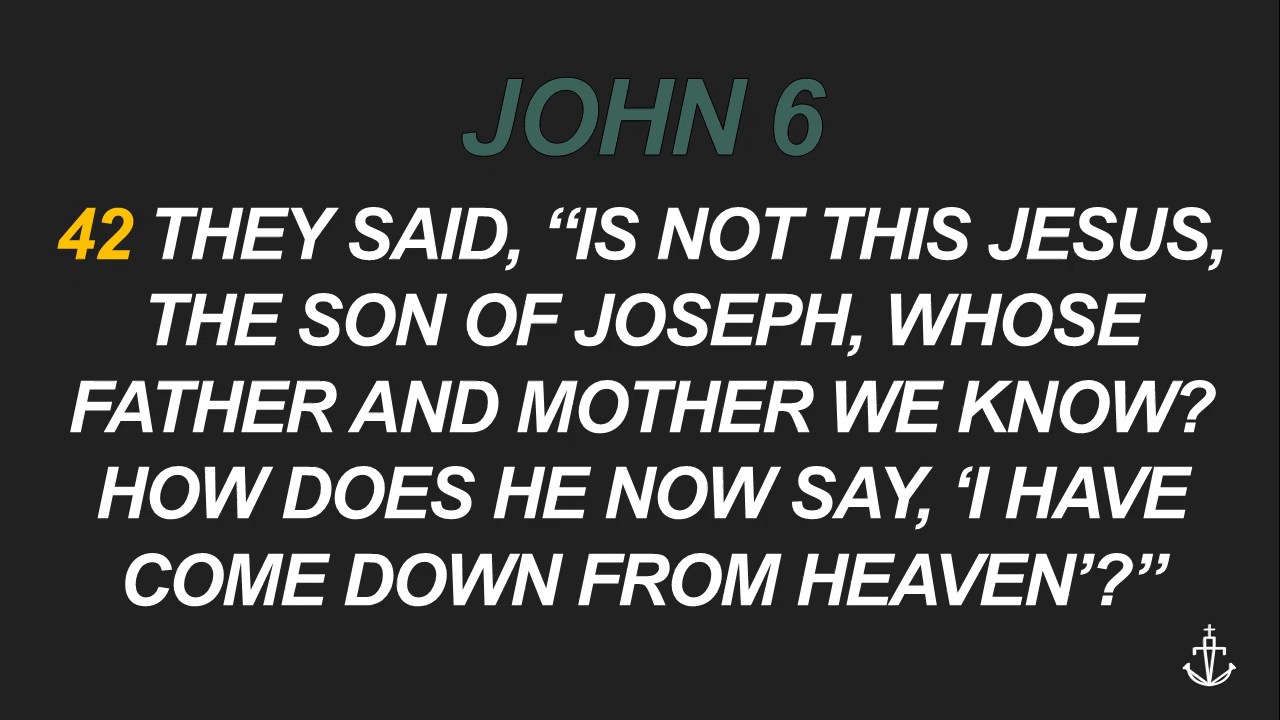 JOHN 6
42 THEY SAID, “IS NOT THIS JESUS,
THE SON OF JOSEPH, WHOSE
FATHER AND MOTHER WE KNOW?
HOW DOES HE NOW SAY, ‘I HAVE
COME DOWN FROM HEAVEN’?”